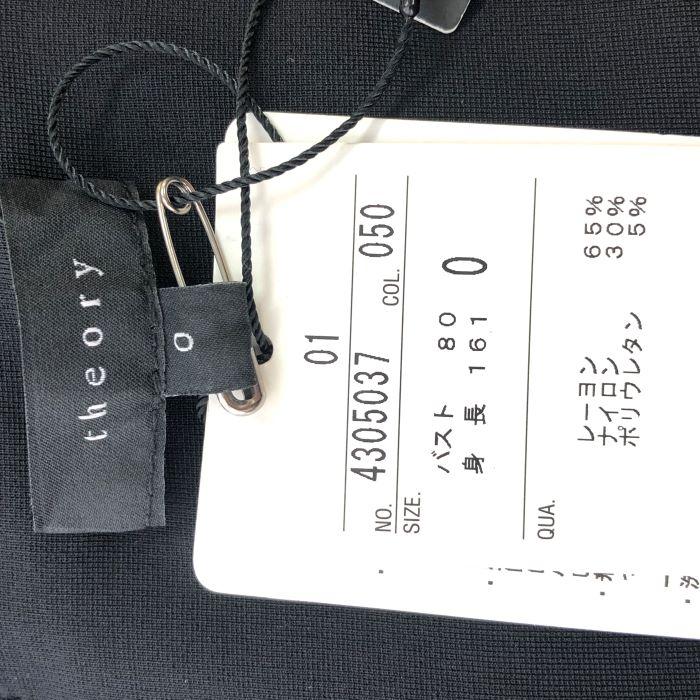 theory
0
01
NO. 4305037 COL. 050
SIZE. 0
バスト 80
身長 161
QUA.
レーヨン 65%
ナイロン 30%
ポリウレタン 5%